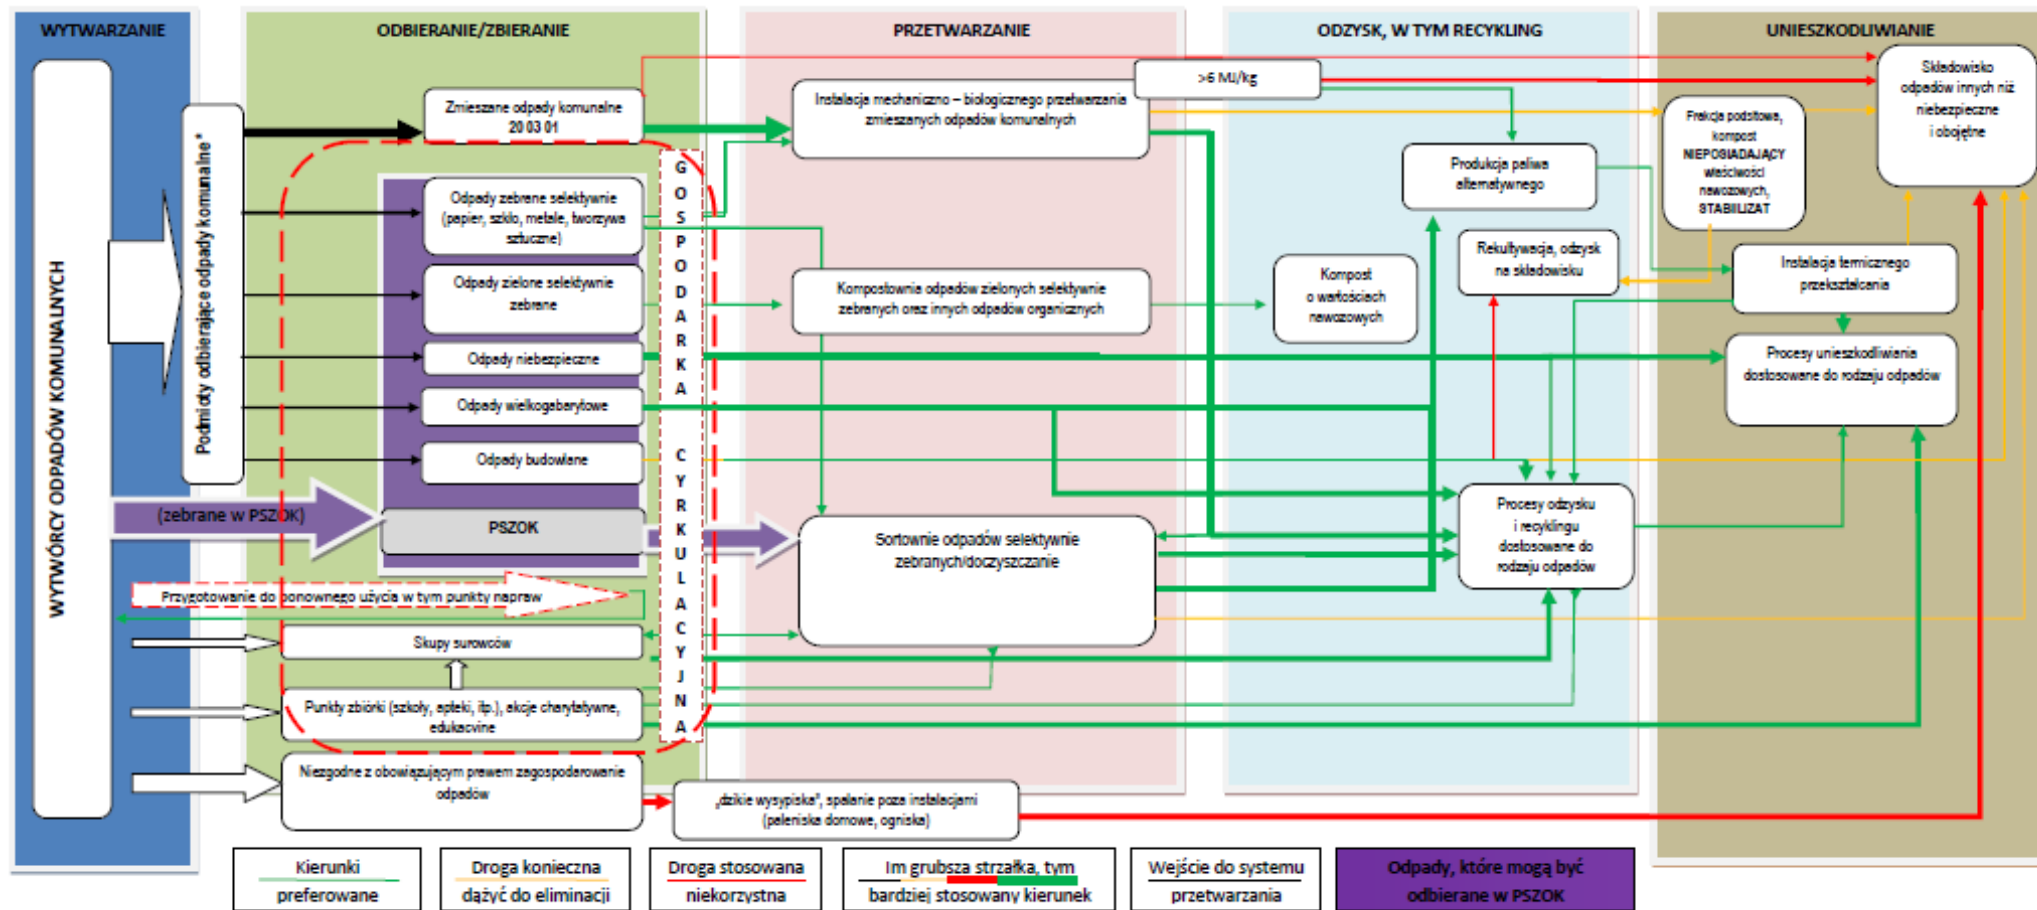 WYTWARZANIE
ODBIERANIE/ZBIERANIE
PRZETWARZANIE
ODZYSK, W TYM RECYKLING
UNIESZKODLIWIANIE
WYTWÓRCY ODPADÓW KOMUNALNYCH
Podmioty odbierające odpady komunalne*
Zmieszane odpady komunalne
20 03 01
Odpady zebrane selektywnie
(papier, szkło, metale, tworzywa
sztuczne)
Odpady zielone selektywnie
zebrane
Odpady niebezpieczne
Odpady wielkogabarytowe
Odpady budowlane
(zebrane w PSZOK)
PSZOK
Przygotowanie do ponownego użycia w tym punkty napraw
Skupy surowców
Punkty zbiórki (szkoły, apteki, itp.), akcje charytatywne,
edukacyjne
Niezgodne z obowiązującym prawem zagospodarowanie
odpadów
GOSPODARKA CYRKULACYJNA
Instalacja mechaniczno – biologicznego przetwarzania
zmieszanych odpadów komunalnych
Kompostownia odpadów zielonych selektywnie
zebranych oraz innych odpadów organicznych
Sortownie odpadów selektywnie
zebranych/doczyszczanie
„dzikie wysypiska”, spalanie poza instalacjami
(paleniska domowe, ogniska)
>6 MJ/kg
Produkcja paliwa
alternatywnego
Kompost
o wartościach
nawozowych
Rekultywacja, odzysk
na składowisku
Procesy odzysku
i recyklingu
dostosowane do
rodzaju odpadów
Frakcja podstowa,
kompost
NIEPOSIADAJĄCY
właściwości
nawozowych,
STABILIZAT
Składowisko
odpadów innych niż
niebezpieczne
i obojętne
Instalacja termicznego
przekształcania
Procesy unieszkodliwiania
dostosowane do rodzaju odpadów
Kierunki
preferowane
Droga konieczna
dążyć do eliminacji
Droga stosowana
niekorzystna
Im grubsza strzałka, tym
bardziej stosowany kierunek
Wejście do systemu
przetwarzania
Odpady, które mogą być
odbierane w PSZOK